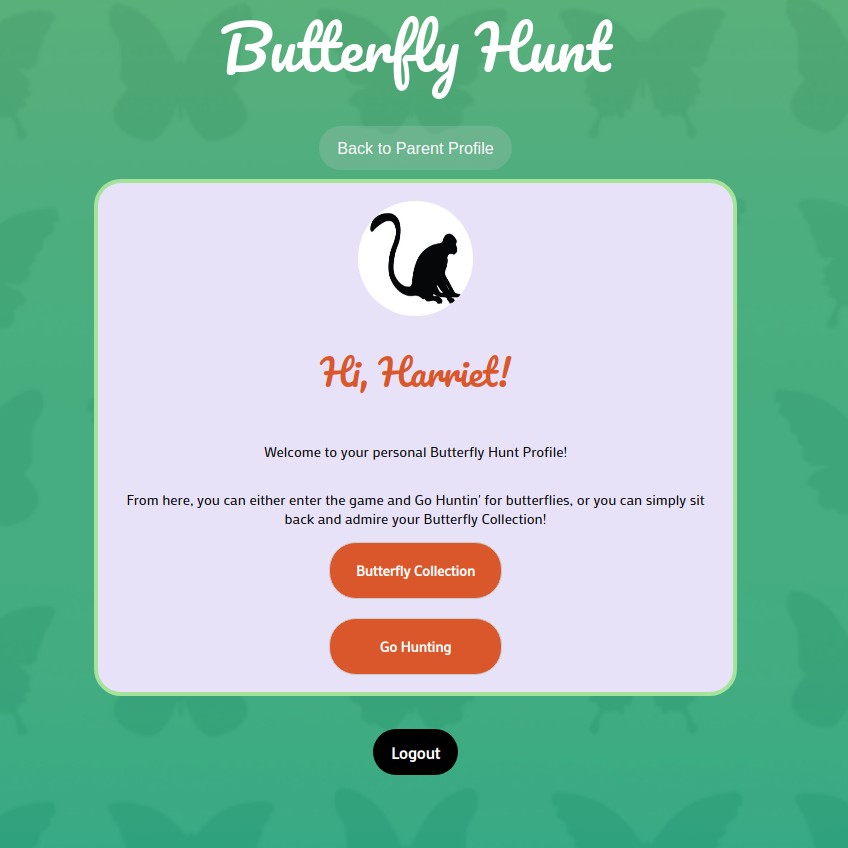 Butterfly Hunt
Back to Parent Profile
Hi, Harriet!
Welcome to your personal Butterfly Hunt Profile!
From here, you can either enter the game and Go Huntin' for butterflies, or you can simply sit
back and admire your Butterfly Collection!
Butterfly Collection
Go Hunting
Logout